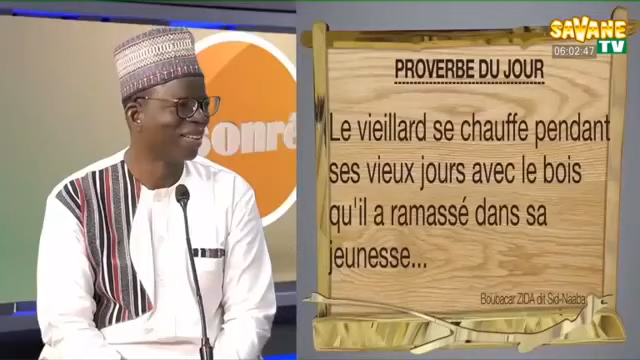 SAVANE
TV
06:02:47
PROVERBE DU JOUR
Le vieillard se chauffe pendant
ses vieux jours avec le bois
qu'il a ramassé dans sa
jeunesse...
Boubacar ZIDA dit Sid-Naaba
sonré